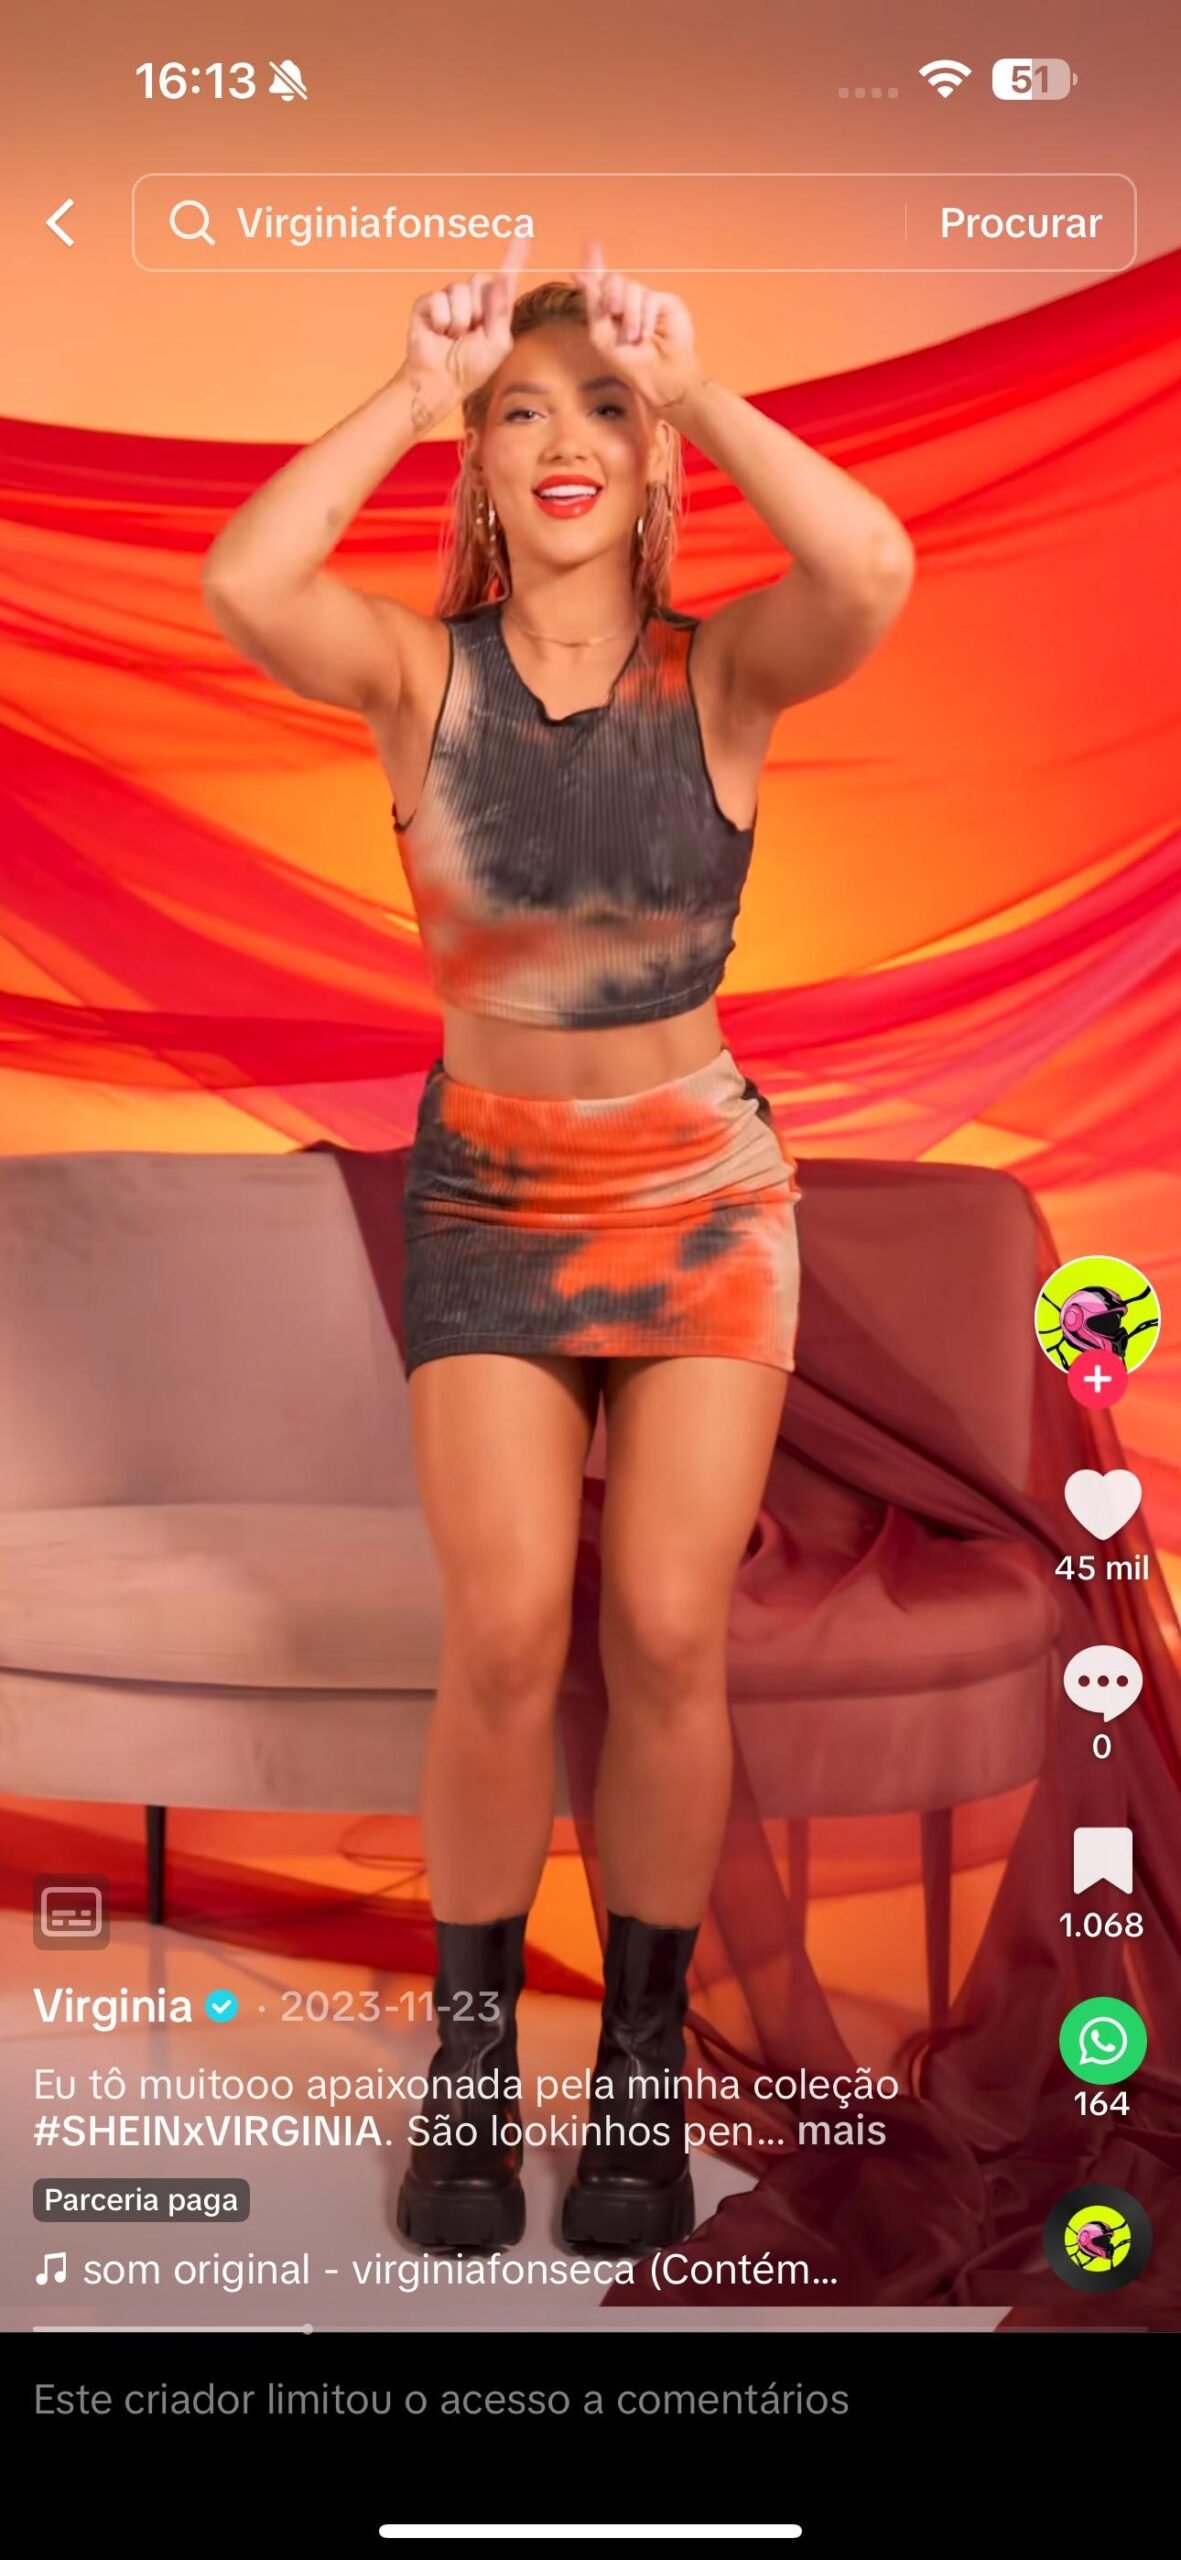 16:13
51
Virginiafonseca
Procurar
45 mil
0
1.068
164
Virginia · 2023-11-23
Eu tô muitooo apaixonada pela minha coleção
#SHEINxVIRGINIA. São lookinhos pen... mais
Parceria paga
som original - virginiafonseca (Contém...
Este criador limitou o acesso a comentários